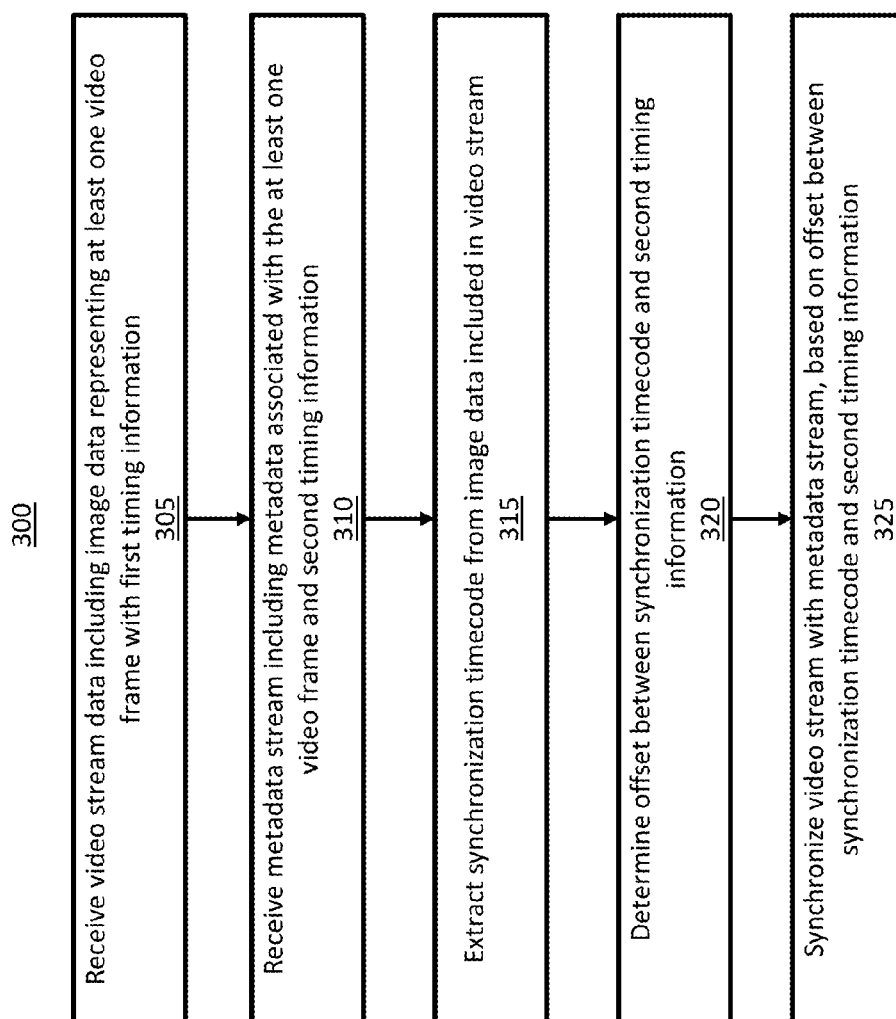 300
Receive video stream data including image data representing at least one video
frame with first timing information
305
Receive metadata stream including metadata associated with the at least one
video frame and second timing information
310
Extract synchronization timecode from image data included in video stream
315
Determine offset between synchronization timecode and second timing
information
320
Synchronize video stream with metadata stream, based on offset between
synchronization timecode and second timing information
325